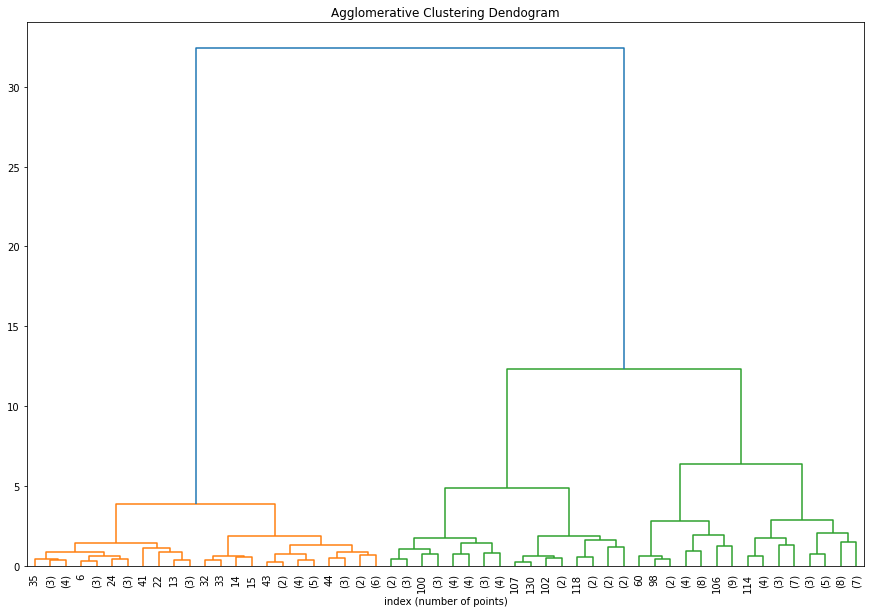 Agglomerative Clustering Dendogram
30
25
20
15
10
5
0
35 (3) (4) 6 (3) 24 (3) 41 22 13 (3) 32 33 14 15 43 (2) (4) (5) 44 (3) (2) (6) (2) (3) 100 (3) (4) (4) (3) (4) 107 130 102 (2) 118 (2) (2) (2) 60 98 (2) (4) (8) 106 (9) 114 (4) (3) (7) (3) (5) (8) (7)
index (number of points)